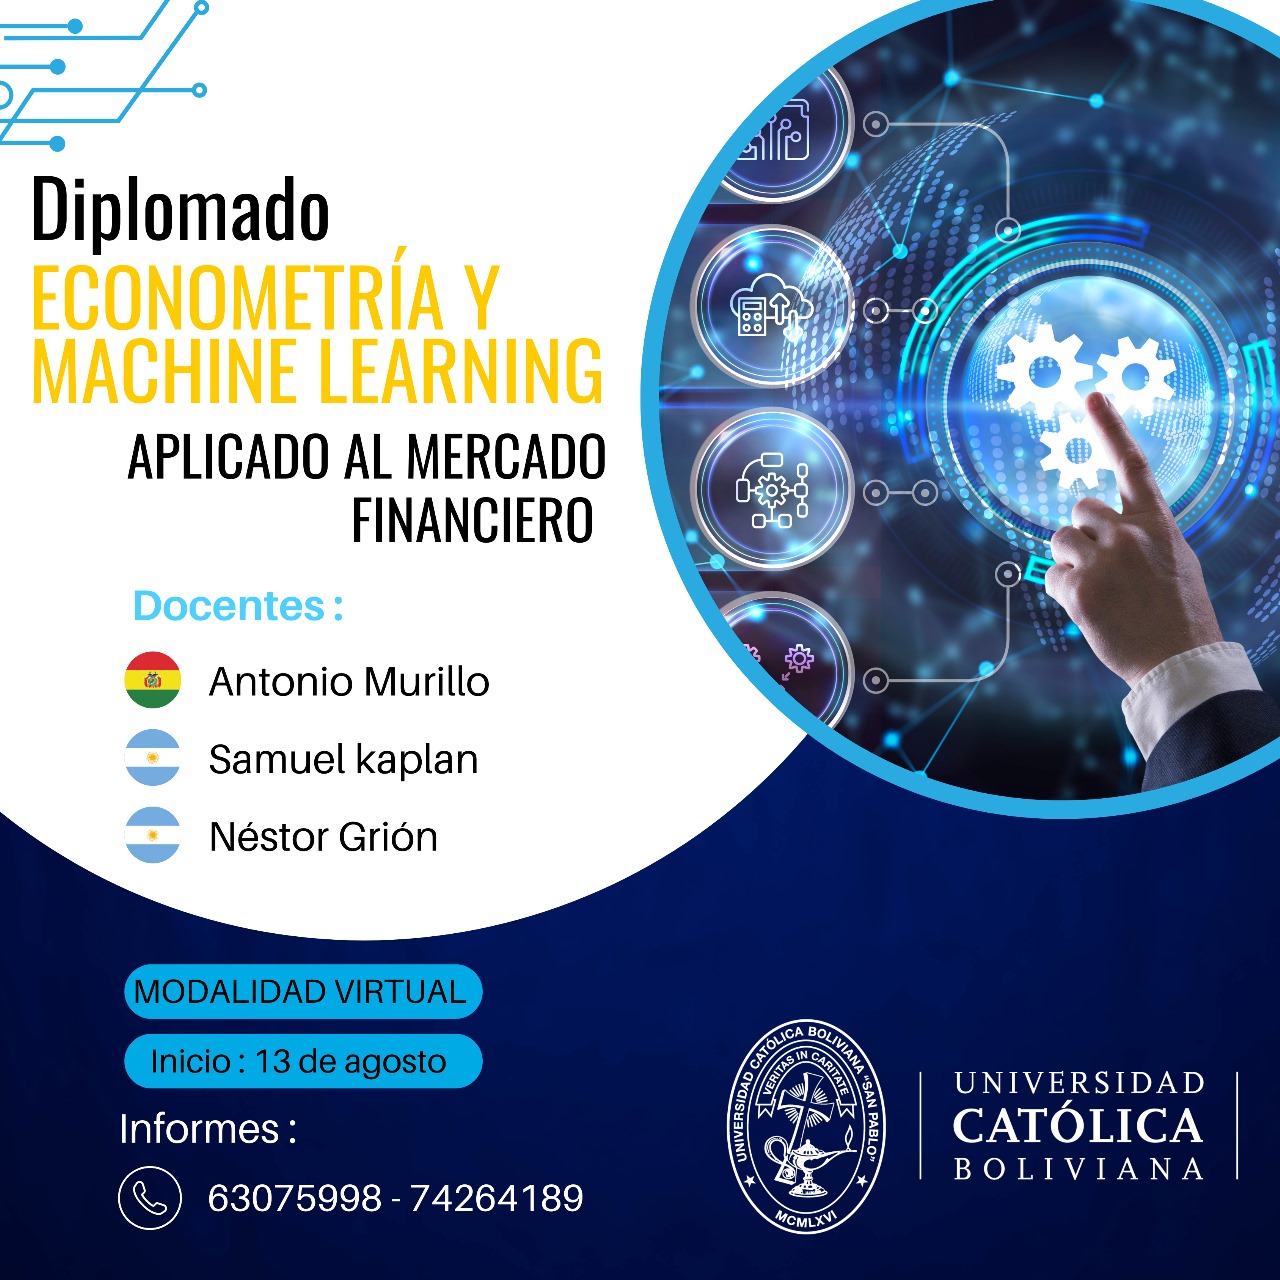 Diplomado
ECONOMETRÍA Y
MACHINE LEARNING
APLICADO AL MERCADO
FINANCIERO
Docentes :
Antonio Murillo
Samuel kaplan
Néstor Grión
MODALIDAD VIRTUAL
Inicio : 13 de agosto
Informes :
63075998 - 74264189
UNIVERSIDAD CATÓLICA BOLIVIANA "SAN PABLO"
VERITAS IN CARITATE
MCMLXVI
UNIVERSIDAD
CATÓLICA
BOLIVIANA